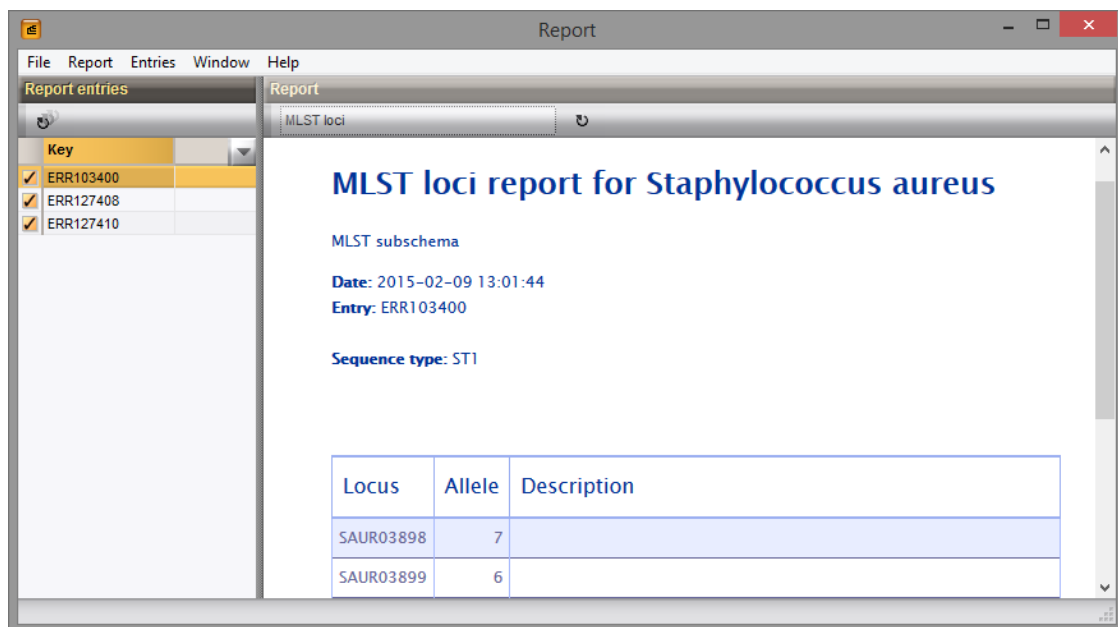 Report
File Report Entries Window Help
Report entries
Key
ERR103400
ERR127408
ERR127410
Report
MLST loci
MLST loci report for Staphylococcus aureus
MLST subschema
Date: 2015-02-09 13:01:44
Entry: ERR103400
Sequence type: ST1
Locus Allele Description
SAUR03898 7
SAUR03899 6